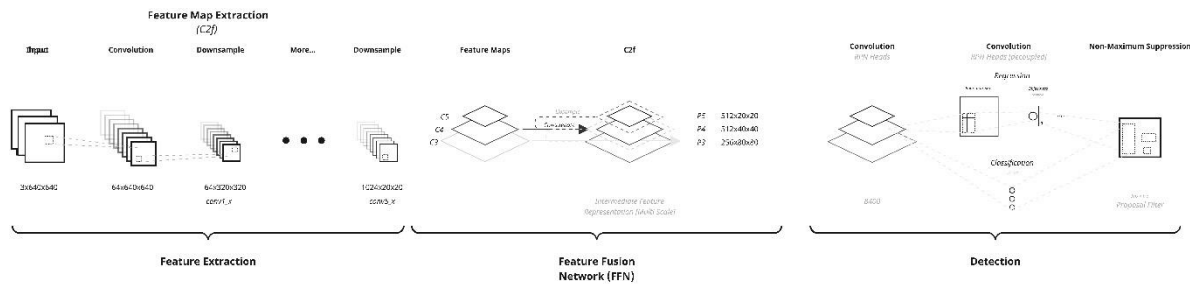 Feature Map Extraction
(C2f)
Input
Convolution
Downsample
More...
Downsample
Feature Maps
C2f
Convolution
RPN Heads
Convolution
RPN Heads (Decoupled)
Non-Maximum Suppression
Regression
C5
C4
C3
P5 512x20x20
P4 512x40x40
P3 256x80x80
Classification
3x640x640
64x640x640
64x320x320
conv1_x
1024x20x20
conv5_x
Intermediate Feature
Representation (Multi Scale)
8400
Proposal Filter
Feature Extraction
Feature Fusion
Network (FFN)
Detection